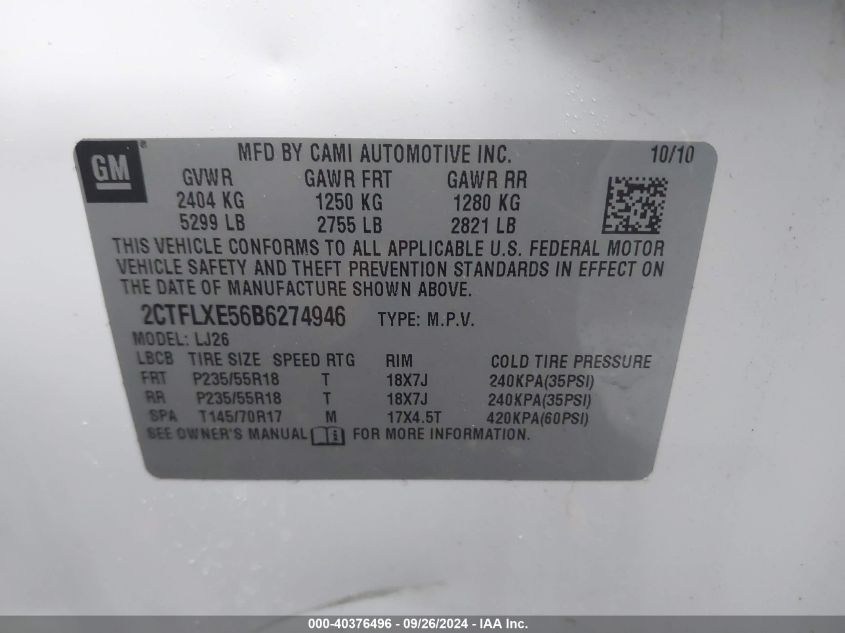 GM
MFD BY CAMI AUTOMOTIVE INC. 10/10
GVWR GAWR FRT GAWR RR
2404 KG 1250 KG 1280 KG
5299 LB 2755 LB 2821 LB
THIS VEHICLE CONFORMS TO ALL APPLICABLE U.S. FEDERAL MOTOR
VEHICLE SAFETY AND THEFT PREVENTION STANDARDS IN EFFECT ON
THE DATE OF MANUFACTURE SHOWN ABOVE.
2CTFLXE56B6274946 TYPE: M.P.V.
MODEL: LJ26
LBCB TIRE SIZE SPEED RTG RIM COLD TIRE PRESSURE
FRT P235/55R18 T 18X7J 240KPA(35PSI)
RR P235/55R18 T 18X7J 240KPA(35PSI)
SPA T145/70R17 M 17X4.5T 420KPA(60PSI)
SEE OWNER'S MANUAL FOR MORE INFORMATION.
000-40376496 - 09/26/2024 - IAA Inc.